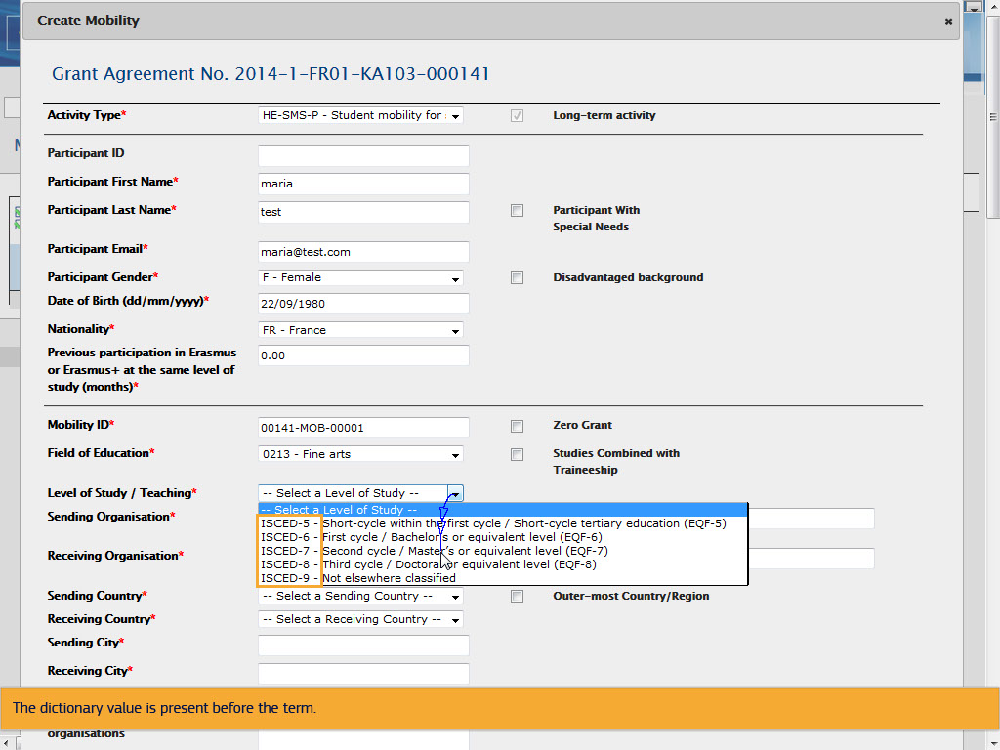 Create Mobility
Grant Agreement No. 2014-1-FR01-KA103-000141
Activity Type* HE-SMS-P - Student mobility for Long-term activity
Participant ID
Participant First Name* maria
Participant Last Name* test Participant With
Special Needs
Participant Email* maria@test.com
Participant Gender* F - Female Disadvantaged background
Date of Birth (dd/mm/yyyy)* 22/09/1980
Nationality* FR - France
Previous participation in Erasmus 0.00
or Erasmus+ at the same level of
study (months)*
Mobility ID* 00141-MOB-00001 Zero Grant
Field of Education* 0213 - Fine arts Studies Combined with
Traineeship
Level of Study / Teaching* -- Select a Level of Study --
-- Select a Level of Study --
Sending Organisation*
ISCED-5 - Short-cycle within the first cycle / Short-cycle tertiary education (EQF-5)
ISCED-6 - First cycle / Bachelor's or equivalent level (EQF-6)
ISCED-7 - Second cycle / Master's or equivalent level (EQF-7)
Receiving Organisation*
ISCED-8 - Third cycle / Doctoral or equivalent level (EQF-8)
ISCED-9 - Not elsewhere classified
Sending Country* -- Select a Sending Country -- Outer-most Country/Region
Receiving Country* -- Select a Receiving Country --
Sending City*
Receiving City*
The dictionary value is present before the term.
organisations